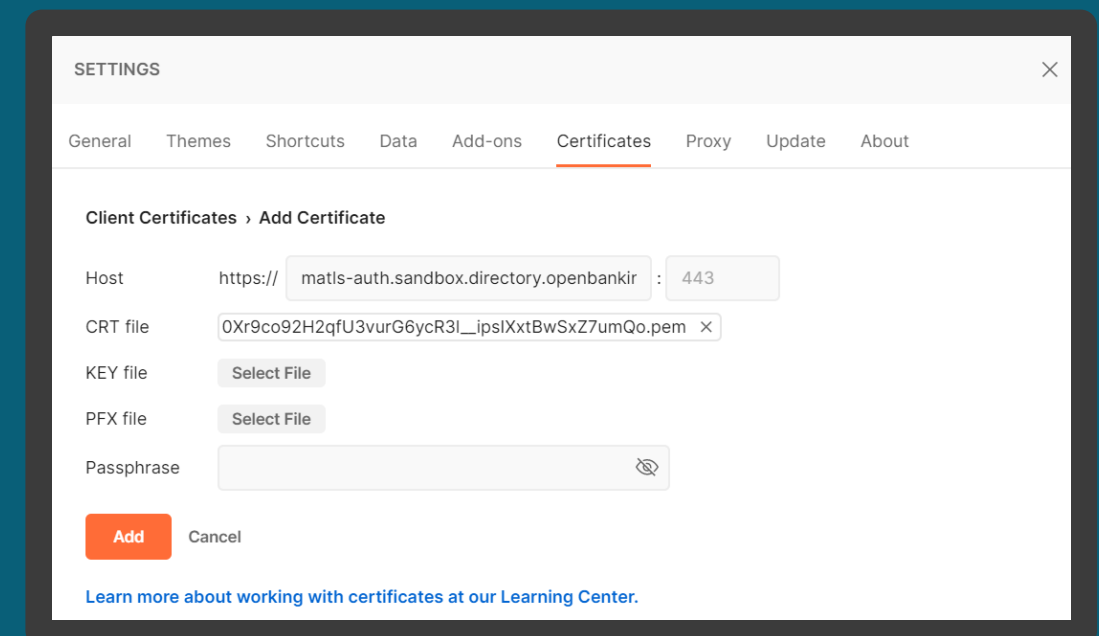 SETTINGS
General Themes Shortcuts Data Add-ons Certificates Proxy Update About
Client Certificates › Add Certificate
Host https:// matls-auth.sandbox.directory.openbankir : 443
CRT file 0Xr9co92H2qfU3vurG6ycR3l__ipsIXxtBwSxZ7umQo.pem
KEY file Select File
PFX file Select File
Passphrase
Add Cancel
Learn more about working with certificates at our Learning Center.